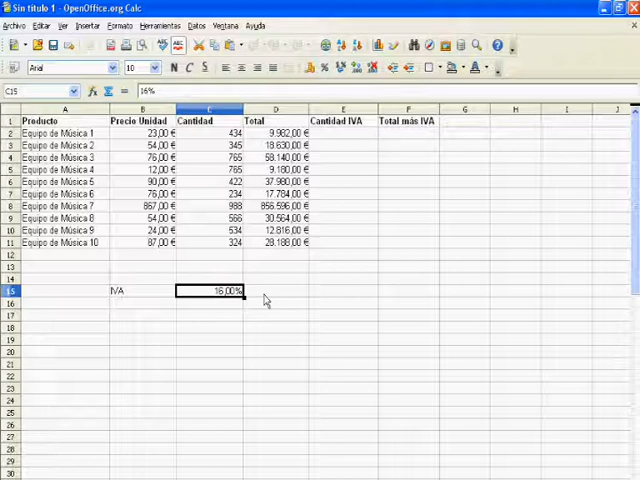 Sin título 1 - OpenOffice.org Calc
Archivo Editar Ver Insertar Formato Herramientas Datos Ventana Ayuda
Arial 10 N C S
C15 16%
A B C D E F G H I J
1 Producto Precio Unidad Cantidad Total Cantidad IVA Total más IVA
2 Equipo de Música 1 23,00 € 434 9.982,00 €
3 Equipo de Música 2 54,00 € 345 18.630,00 €
4 Equipo de Música 3 76,00 € 765 58.140,00 €
5 Equipo de Música 4 12,00 € 765 9.180,00 €
6 Equipo de Música 5 90,00 € 422 37.980,00 €
7 Equipo de Música 6 76,00 € 234 17.784,00 €
8 Equipo de Música 7 867,00 € 988 856.596,00 €
9 Equipo de Música 8 54,00 € 566 30.564,00 €
10 Equipo de Música 9 24,00 € 534 12.816,00 €
11 Equipo de Música 10 87,00 € 324 28.188,00 €
12
13
14
15 IVA 16,00%
16
17
18
19
20
21
22
23
24
25
26
27
28
29
30